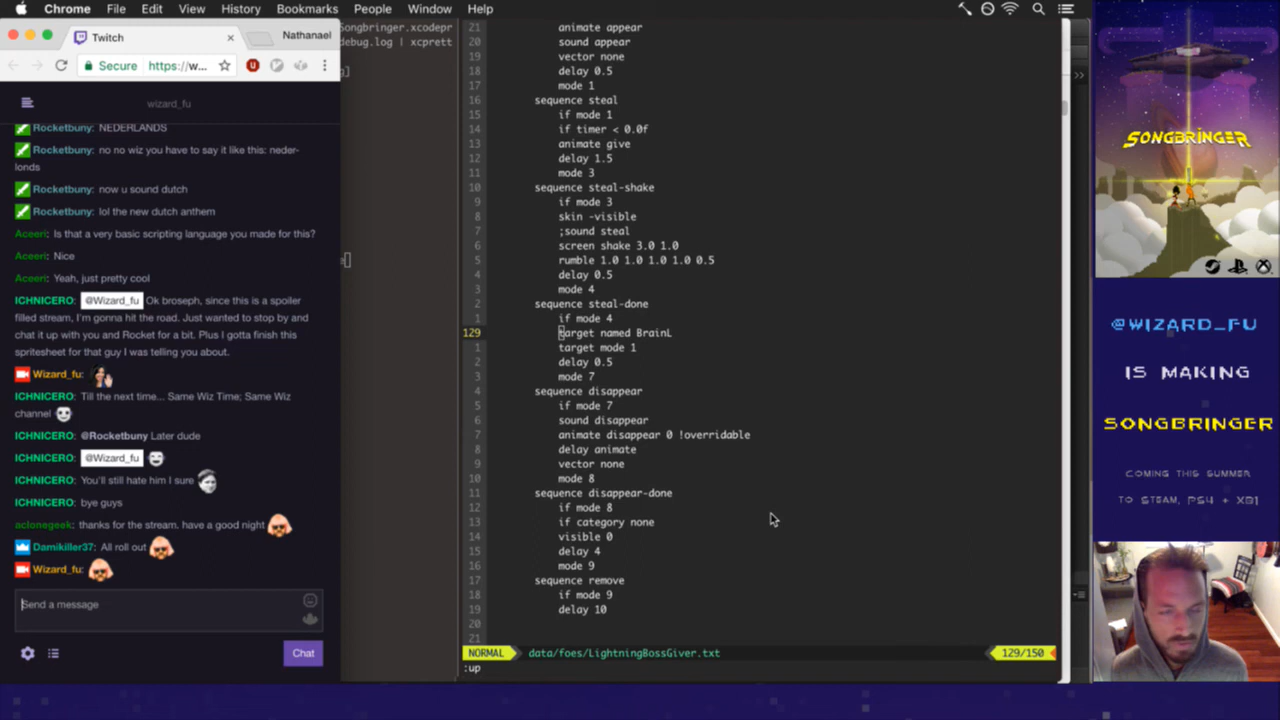 Chrome File Edit View History Bookmarks People Window Help
Twitch
Nathanael
Secure https://w...
wizard_fu
Rocketbuny: NEDERLANDS
Rocketbuny: no no wiz you have to say it like this: neder-
londs
Rocketbuny: now u sound dutch
Rocketbuny: lol the new dutch anthem
Aceeri: Is that a very basic scripting language you made for this?
Aceeri: Nice
Aceeri: Yeah, just pretty cool
ICHNICERO: @Wizard_fu Ok broseph, since this is a spoiler
filled stream, I'm gonna hit the road. Just wanted to stop by and
chat it up with you and Rocket for a bit. Plus I gotta finish this
spritesheet for that guy I was telling you about.
Wizard_fu:
ICHNICERO: Till the next time... Same Wiz Time; Same Wiz
channel
ICHNICERO: @Rocketbuny Later dude
ICHNICERO: @Wizard_fu
ICHNICERO: You'll still hate him I sure
ICHNICERO: bye guys
aclonegeek: thanks for the stream. have a good night
Damikiller37: All roll out
Wizard_fu:
Send a message
Chat
Songbringer.xcodepr
debug.log | xcprett
21 animate appear
20 sound appear
19 vector none
18 delay 0.5
17 mode 1
16 sequence steal
15 if mode 1
14 if timer < 0.0f
13 animate give
12 delay 1.5
11 mode 3
10 sequence steal-shake
9 if mode 3
8 skin -visible
7 ;sound steal
6 screen shake 3.0 1.0
5 rumble 1.0 1.0 1.0 1.0 0.5
4 delay 0.5
3 mode 4
2 sequence steal-done
1 if mode 4
129 target named BrainL
1 target mode 1
2 delay 0.5
3 mode 7
4 sequence disappear
5 if mode 7
6 sound disappear
7 animate disappear 0 !overridable
8 delay animate
9 vector none
10 mode 8
11 sequence disappear-done
12 if mode 8
13 if category none
14 visible 0
15 delay 4
16 mode 9
17 sequence remove
18 if mode 9
19 delay 10
20
21
NORMAL data/foes/LightningBossGiver.txt 129/150
:up
SONGBRINGER
@WIZARD_FU
IS MAKING
SONGBRINGER
COMING THIS SUMMER
TO STEAM, PS4 + XB1